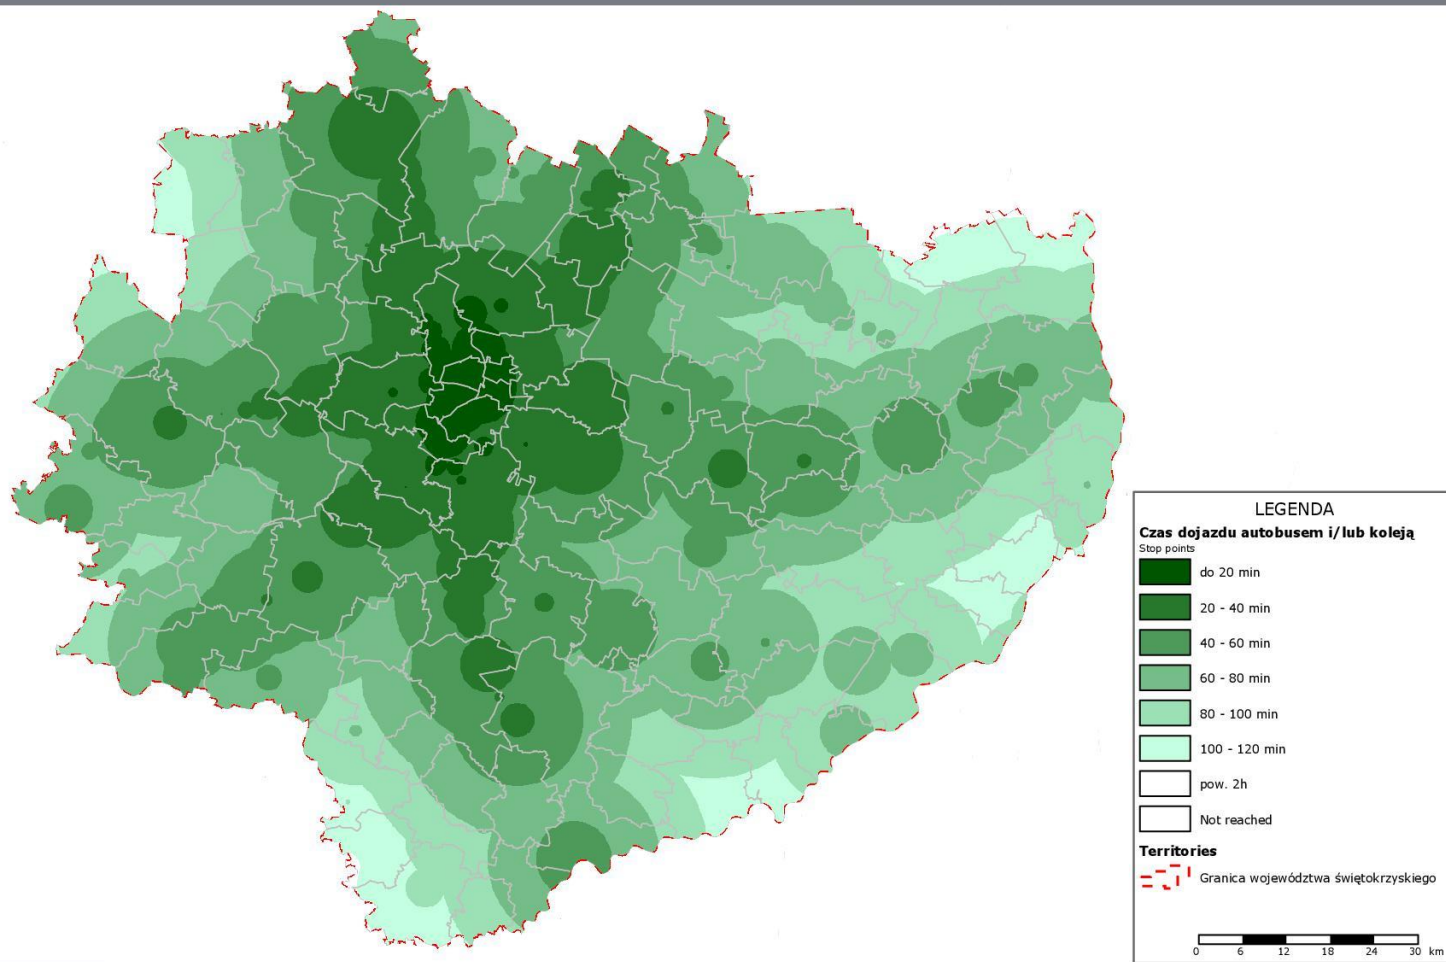 LEGENDA
Czas dojazdu autobusem i/lub koleją
Stop points
do 20 min
20 - 40 min
40 - 60 min
60 - 80 min
80 - 100 min
100 - 120 min
pow. 2h
Not reached
Territories
Granica województwa świętokrzyskiego
0 6 12 18 24 30 km